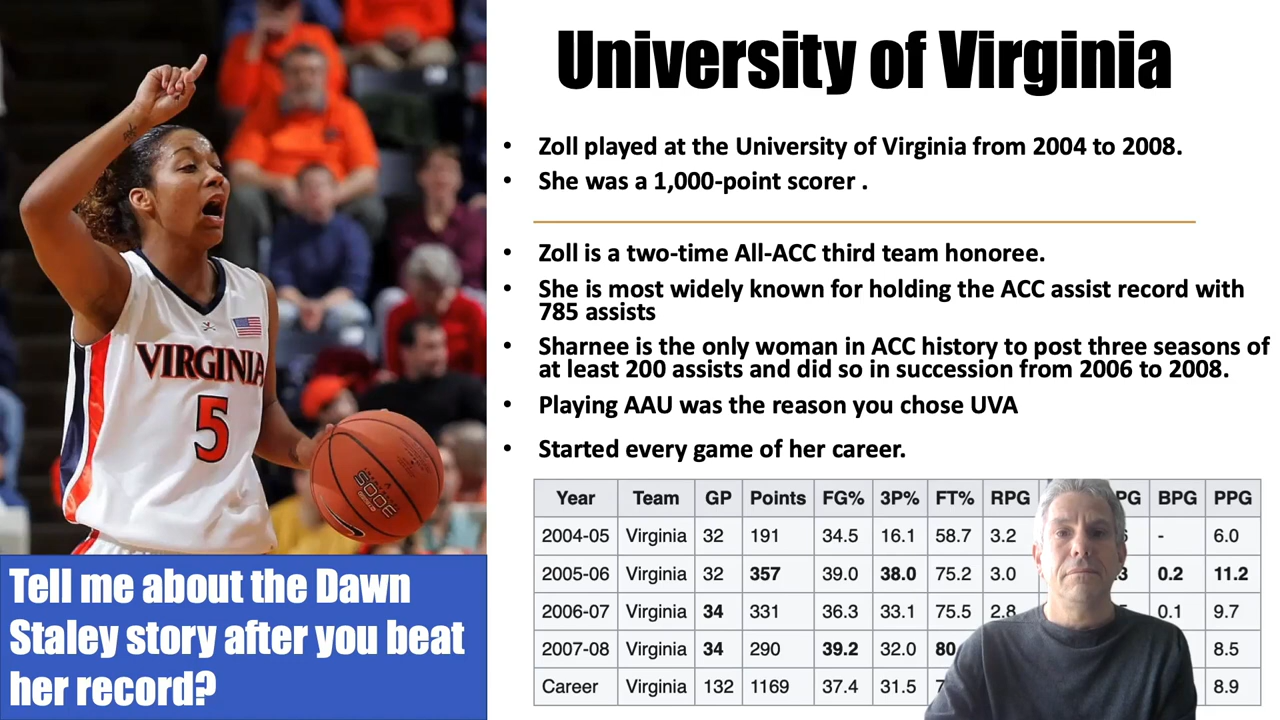 University of Virginia
• Zoll played at the University of Virginia from 2004 to 2008.
• She was a 1,000-point scorer .
• Zoll is a two-time All-ACC third team honoree.
• She is most widely known for holding the ACC assist record with
785 assists
• Sharnee is the only woman in ACC history to post three seasons of
at least 200 assists and did so in succession from 2006 to 2008.
• Playing AAU was the reason you chose UVA
• Started every game of her career.
Year Team GP Points FG% 3P% FT% RPG BPG PPG
2004-05 Virginia 32 191 34.5 16.1 58.7 3.2 - 6.0
2005-06 Virginia 32 357 39.0 38.0 75.2 3.0 0.2 11.2
2006-07 Virginia 34 331 36.3 33.1 75.5 2.8 0.1 9.7
2007-08 Virginia 34 290 39.2 32.0 8.5
Career Virginia 132 1169 37.4 31.5 8.9
VIRGINIA
5
Tell me about the Dawn
Staley story after you beat
her record?